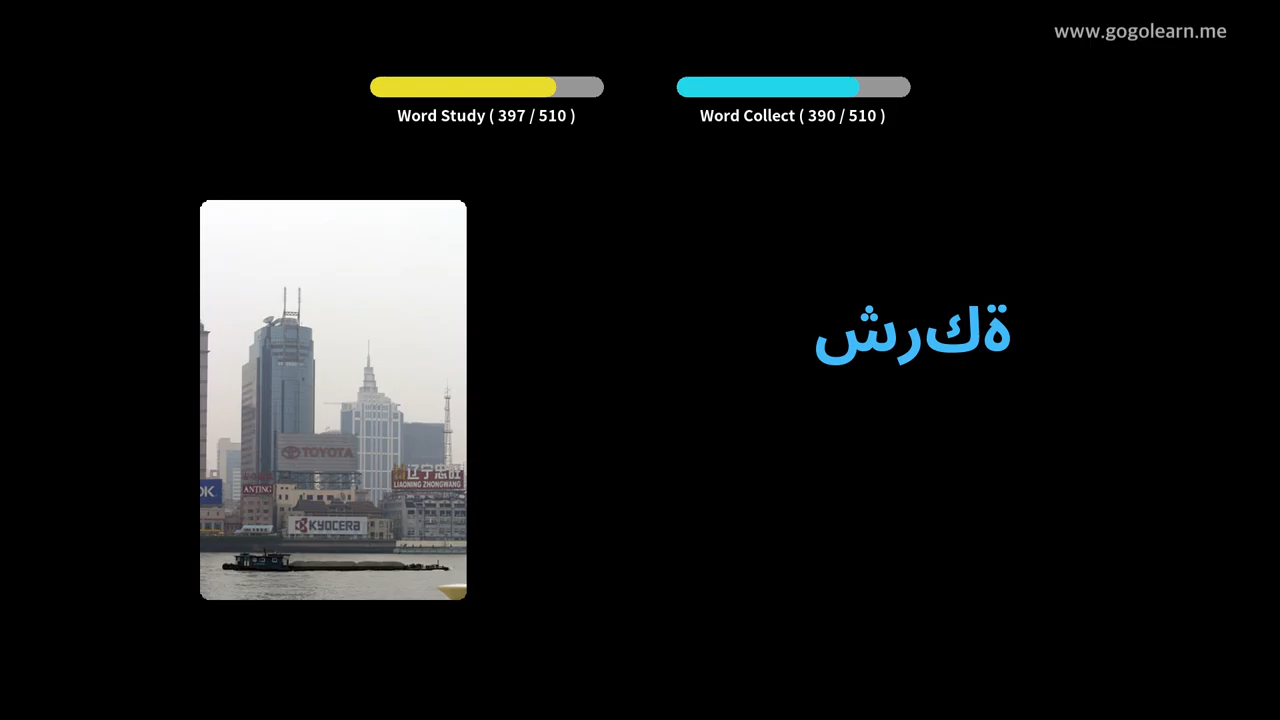 www.gogolearn.me
Word Study ( 397 / 510 )
Word Collect ( 390 / 510 )
شركة
TOYOTA
辽宁忠旺
LIAONING ZHONGWANG
OK
ANTING
KYOCERA